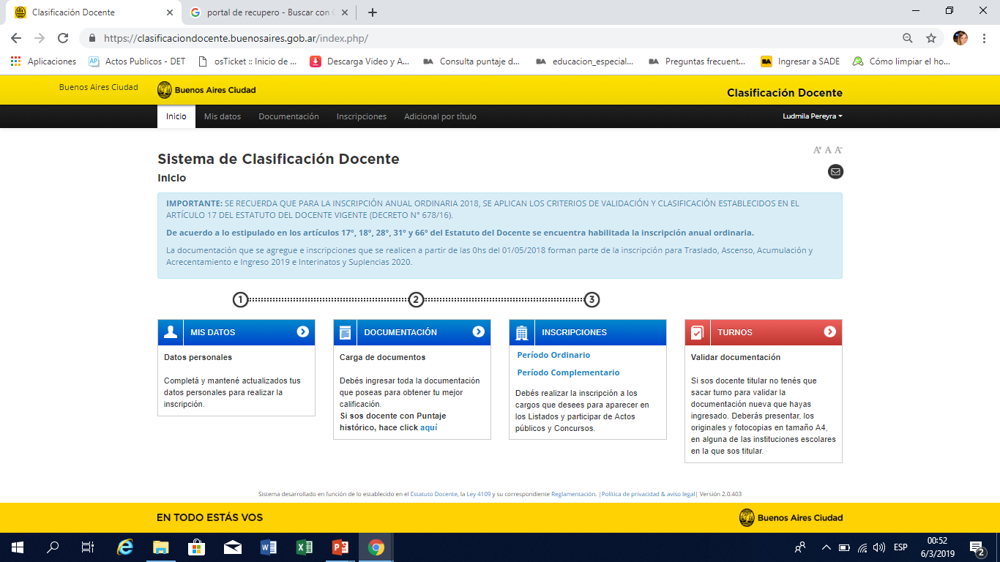 Clasificación Docente
portal de recupero - Buscar con
https://clasificaciondocente.buenosaires.gob.ar/index.php/
Aplicaciones
Actos Publicos - DET
osTicket :: Inicio de ...
Descarga Video y A...
Consulta puntaje d...
educacion_especial...
Preguntas frecuent...
Ingresar a SADE
Cómo limpiar el ho...
Buenos Aires Ciudad
Buenos Aires Ciudad
Clasificación Docente
Inicio
Mis datos
Documentación
Inscripciones
Adicional por título
Ludmila Pereyra
A+ A A-
Sistema de Clasificación Docente
Inicio
IMPORTANTE: SE RECUERDA QUE PARA LA INSCRIPCIÓN ANUAL ORDINARIA 2018, SE APLICAN LOS CRITERIOS DE VALIDACIÓN Y CLASIFICACIÓN ESTABLECIDOS EN EL
ARTÍCULO 17 DEL ESTATUTO DEL DOCENTE VIGENTE (DECRETO N° 678/16).
De acuerdo a lo estipulado en los artículos 17°, 18°, 28°, 31° y 66° del Estatuto del Docente se encuentra habilitada la inscripción anual ordinaria.
La documentación que se agregue e inscripciones que se realicen a partir de las 0hs del 01/05/2018 forman parte de la inscripción para Traslado, Ascenso, Acumulación y
Acrecentamiento e Ingreso 2019 e Interinatos y Suplencias 2020.
1
2
3
MIS DATOS
Datos personales
Completá y mantené actualizados tus
datos personales para realizar la
inscripción.
DOCUMENTACIÓN
Carga de documentos
Debés ingresar toda la documentación
que poseas para obtener tu mejor
calificación.
Si sos docente con Puntaje
histórico, hace click aquí
INSCRIPCIONES
Período Ordinario
Período Complementario
Debés realizar la inscripción a los
cargos que desees para aparecer en
los Listados y participar de Actos
públicos y Concursos.
TURNOS
Validar documentación
Si sos docente titular no tenés que
sacar turno para validar la
documentación nueva que hayas
ingresado. Deberás presentar, los
originales y fotocopias en tamaño A4,
en alguna de las instituciones escolares
en la que sos titular.
Sistema desarrollado en función de lo establecido en el Estatuto Docente, la Ley 4109 y su correspondiente Reglamentación. |Política de privacidad & aviso legal| Versión 2.0.403
EN TODO ESTÁS VOS
Buenos Aires Ciudad
ESP
00:52
6/3/2019
2